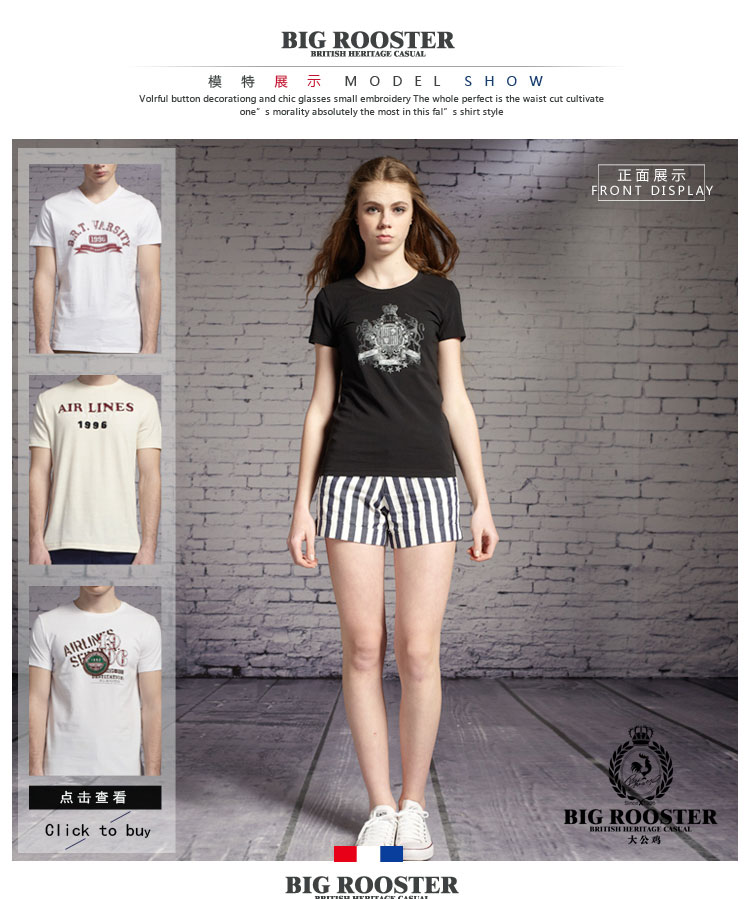 BIG ROOSTER
BRITISH HERITAGE CASUAL
模 特 展 示 MODEL SHOW
Volrful button decorationg and chic glasses small embroidery The whole perfect is the waist cut cultivate
one”s morality absolutely the most in this fal”s shirt style
正面展示
FRONT DISPLAY
B.R.T. VARSITY
1996
AIR LINES
1996
AIRLINES
点击查看
Click to buy
BIG ROOSTER
BRITISH HERITAGE CASUAL
大公鸡
BIG ROOSTER
BRITISH HERITAGE CASUAL